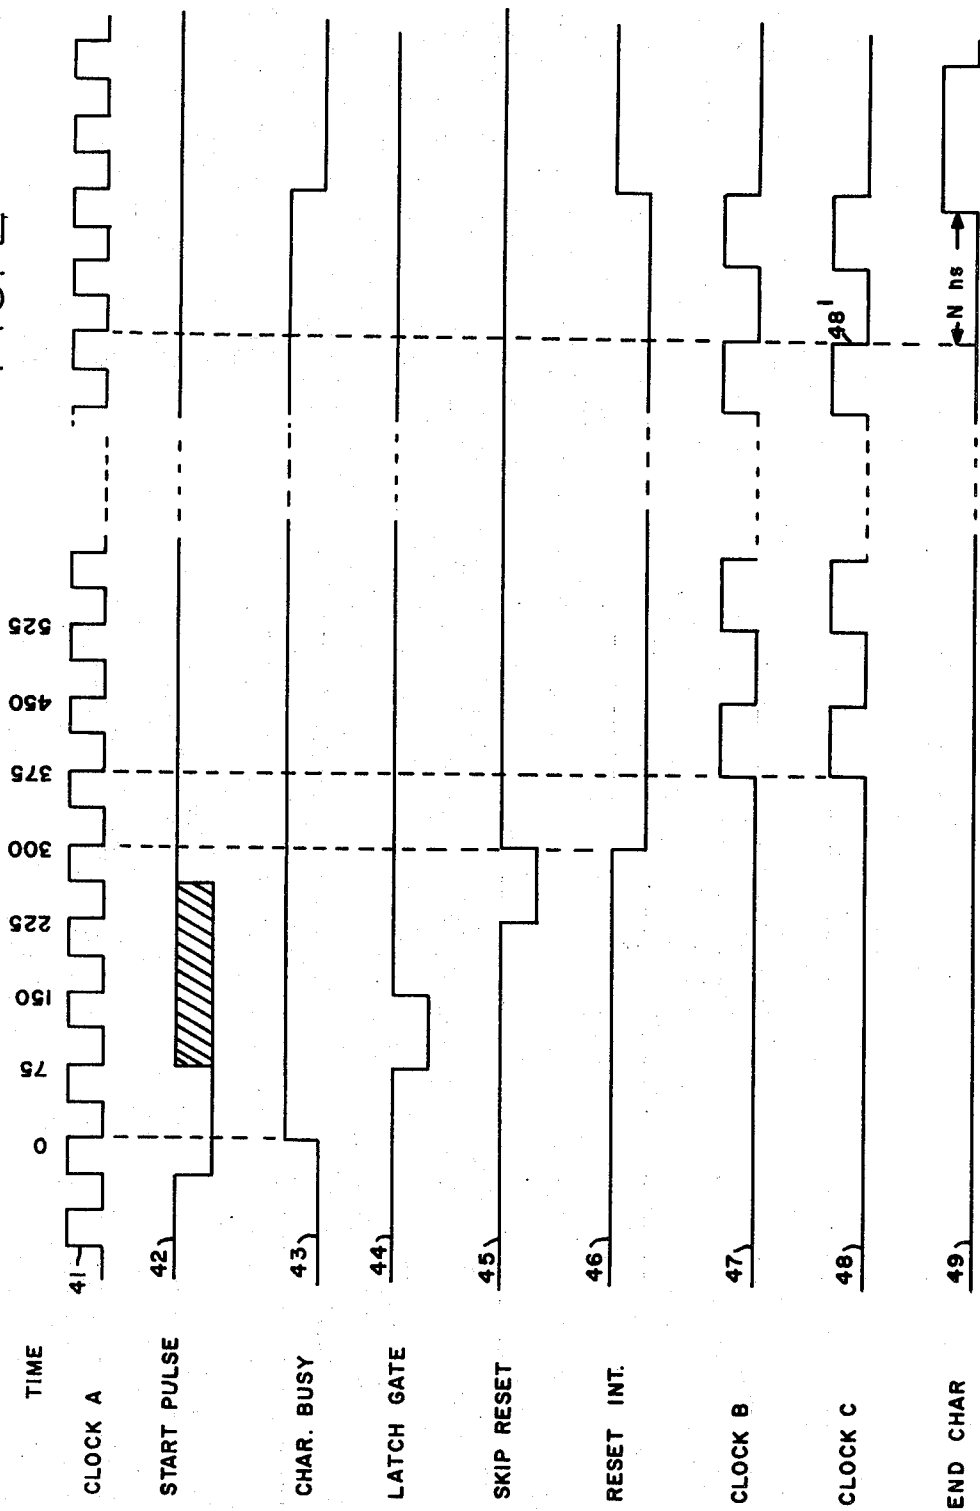 TIME
0
75
150
225
300
375
450
525
CLOCK A
41
START PULSE
42
CHAR. BUSY
43
LATCH GATE
44
SKIP RESET
45
RESET INT.
46
CLOCK B
47
CLOCK C
48
48'
END CHAR
49
N hs